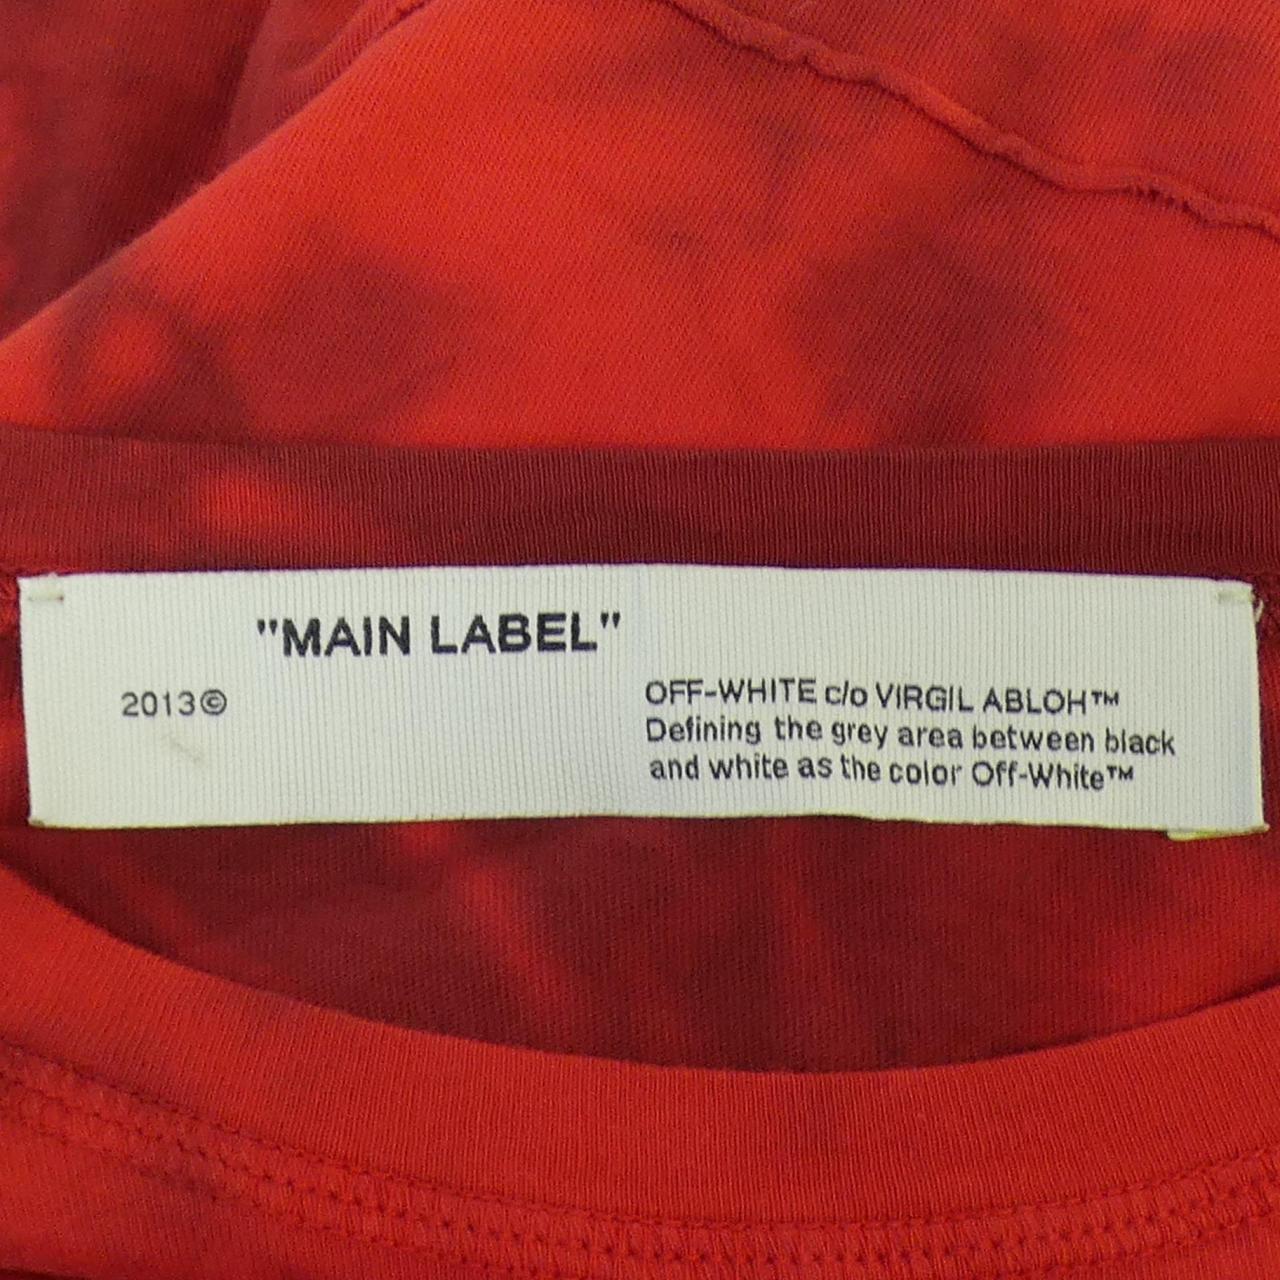 "MAIN LABEL"
2013©
OFF-WHITE c/o VIRGIL ABLOH™
Defining the grey area between black
and white as the color Off-White™